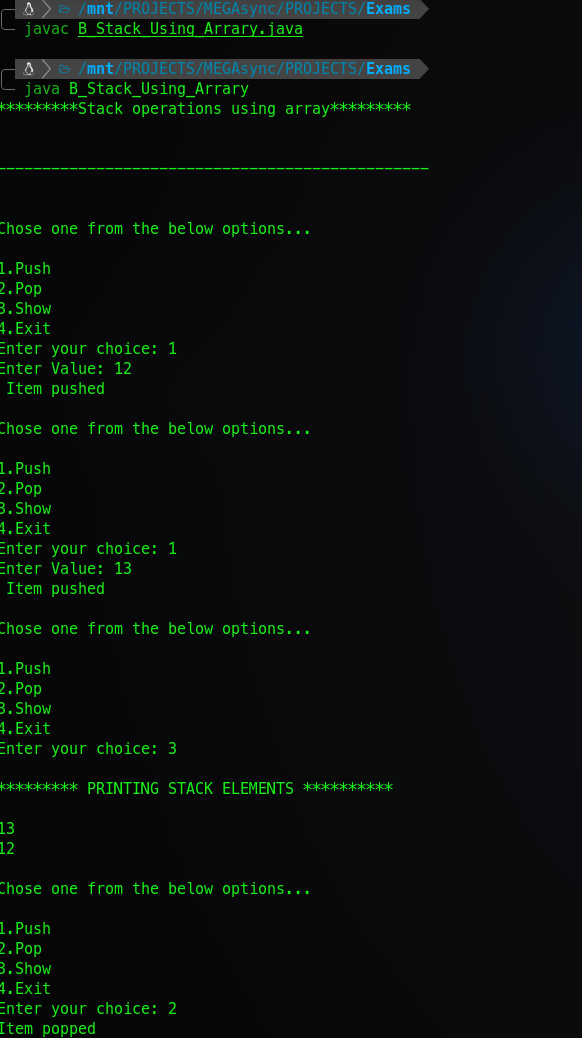 /mnt/PROJECTS/MEGAsync/PROJECTS/Exams
javac B_Stack_Using_Arrary.java
/mnt/PROJECTS/MEGAsync/PROJECTS/Exams
java B_Stack_Using_Arrary
*********Stack operations using array*********
------------------------------------------------
Chose one from the below options...
1.Push
2.Pop
3.Show
4.Exit
Enter your choice: 1
Enter Value: 12
Item pushed
Chose one from the below options...
1.Push
2.Pop
3.Show
4.Exit
Enter your choice: 1
Enter Value: 13
Item pushed
Chose one from the below options...
1.Push
2.Pop
3.Show
4.Exit
Enter your choice: 3
********* PRINTING STACK ELEMENTS **********
13
12
Chose one from the below options...
1.Push
2.Pop
3.Show
4.Exit
Enter your choice: 2
Item popped